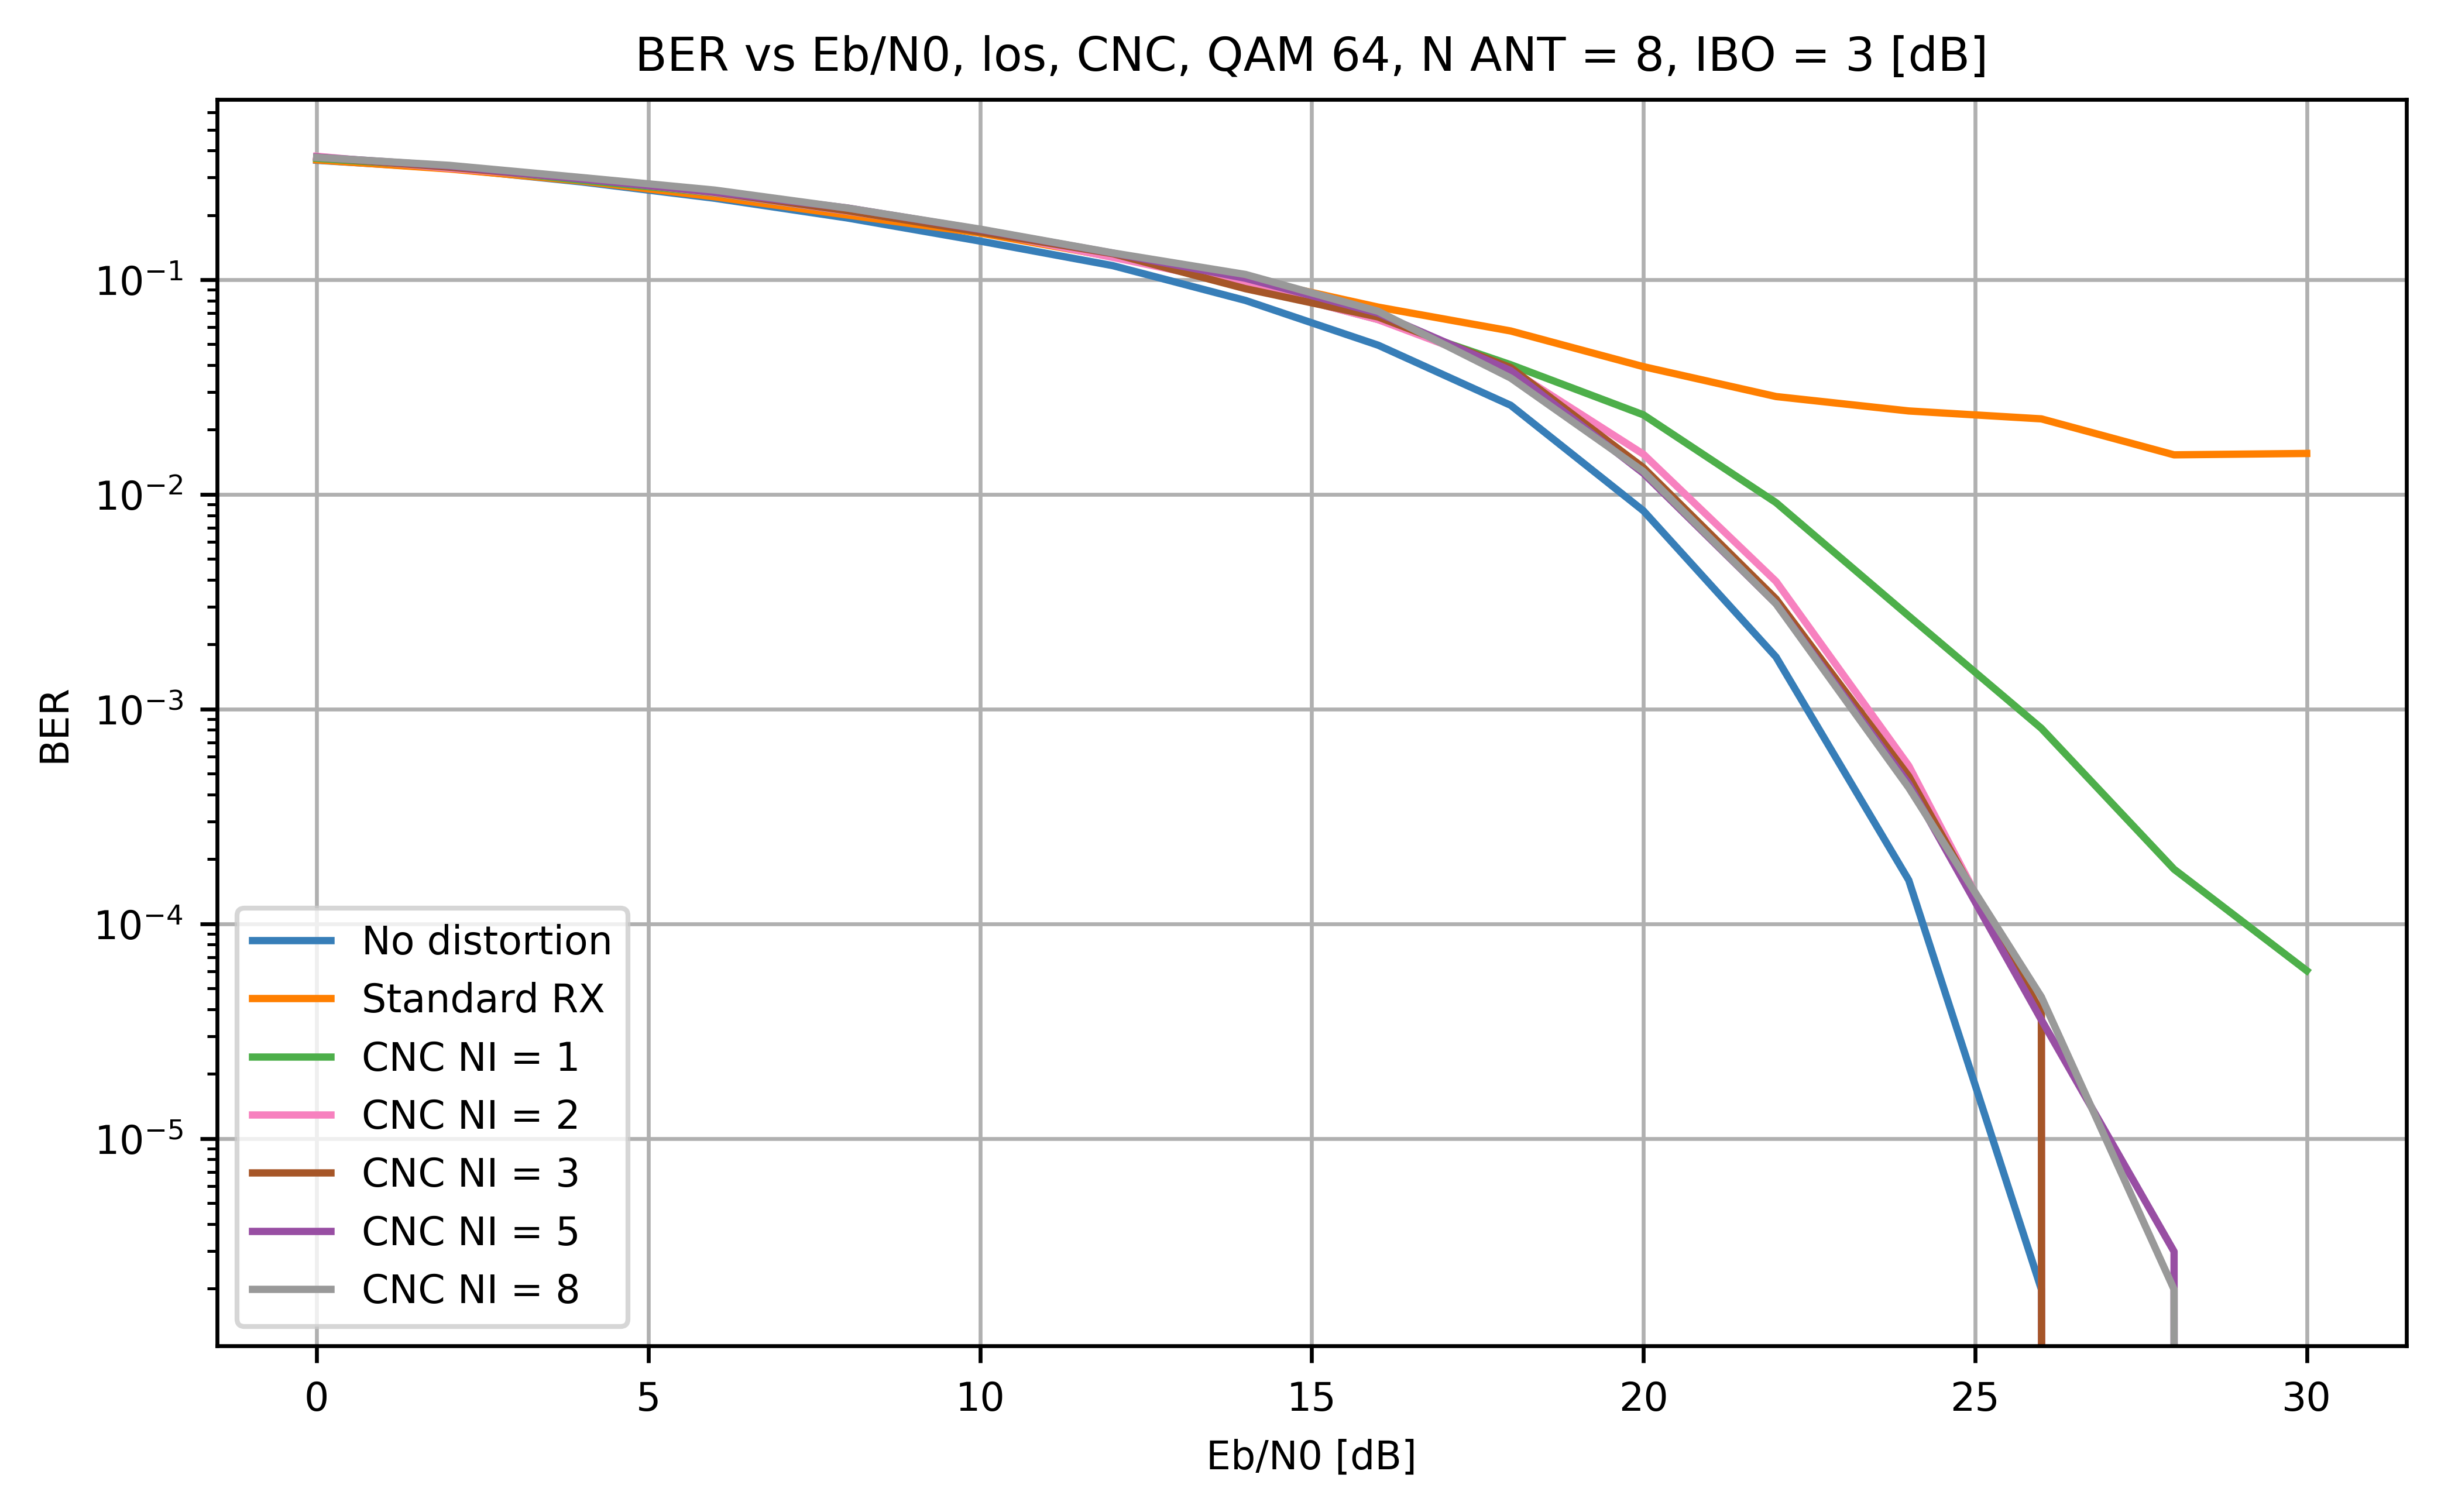 BER vs Eb/N0, los, CNC, QAM 64, N ANT = 8, IBO = 3 [dB]
BER
10⁻¹
10⁻²
10⁻³
10⁻⁴
10⁻⁵
No distortion
Standard RX
CNC NI = 1
CNC NI = 2
CNC NI = 3
CNC NI = 5
CNC NI = 8
0 5 10 15 20 25 30
Eb/N0 [dB]